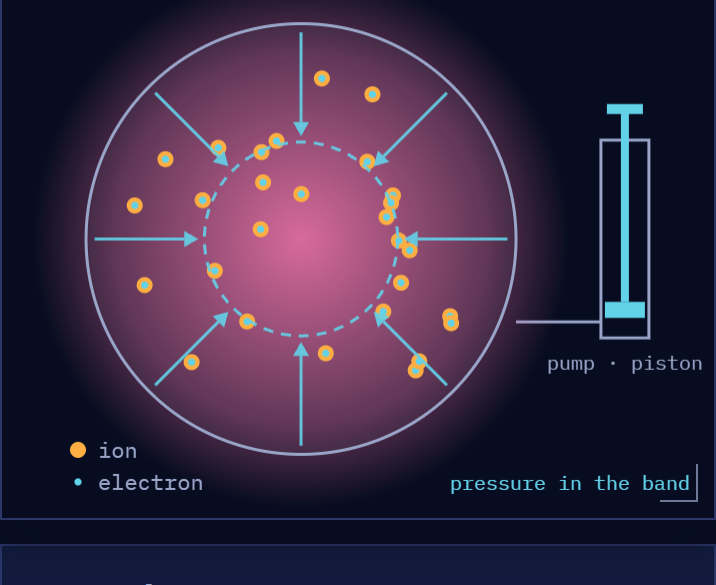 pump · piston
ion
electron
pressure in the band